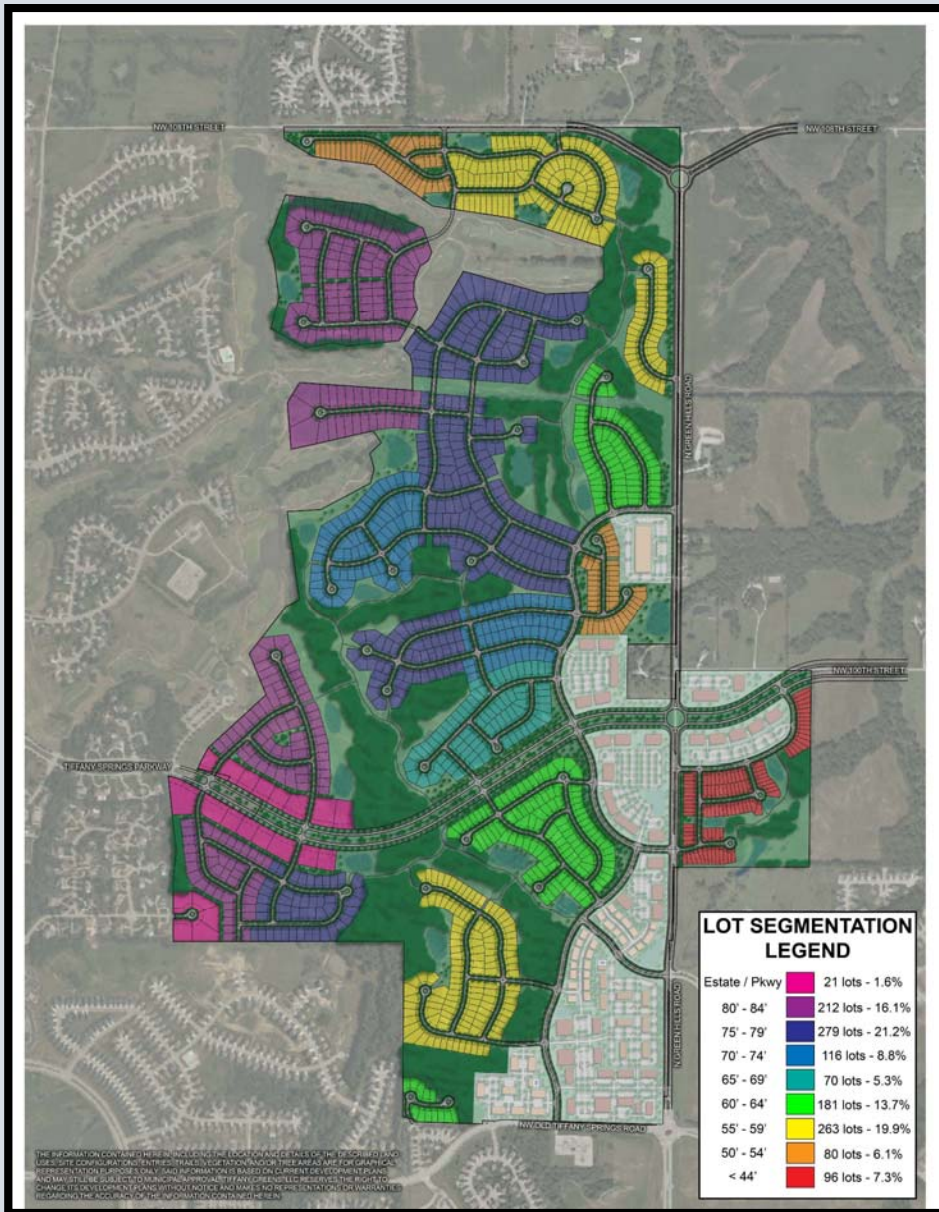 NW 108TH STREET
NW 108TH STREET
N GREEN HILLS ROAD
NW 100TH STREET
TIFFANY SPRINGS PARKWAY
N GREEN HILLS ROAD
NW OLD TIFFANY SPRINGS ROAD
LOT SEGMENTATION
LEGEND
Estate / Pkwy 21 lots - 1.6%
80' - 84' 212 lots - 16.1%
75' - 79' 279 lots - 21.2%
70' - 74' 116 lots - 8.8%
65' - 69' 70 lots - 5.3%
60' - 64' 181 lots - 13.7%
55' - 59' 263 lots - 19.9%
50' - 54' 80 lots - 6.1%
< 44' 96 lots - 7.3%
THE INFORMATION CONTAINED HEREIN, INCLUDING THE LOCATION AND DETAILS OF THE DESCRIBED LAND
USES, SITE CONFIGURATIONS, ENTRIES, TRAILS, VEGETATION, AND/OR TREE AREAS ARE FOR GRAPHICAL
REPRESENTATION PURPOSES ONLY. SAID INFORMATION IS BASED ON CURRENT DEVELOPMENT PLANS
AND MAY STILL BE SUBJECT TO MUNICIPAL APPROVAL. TIFFANY GREENS LLC RESERVES THE RIGHT TO
CHANGE ITS DEVELOPMENT PLANS WITHOUT NOTICE AND MAKES NO REPRESENTATIONS OR WARRANTIES
REGARDING THE ACCURACY OF THE INFORMATION CONTAINED HEREIN.